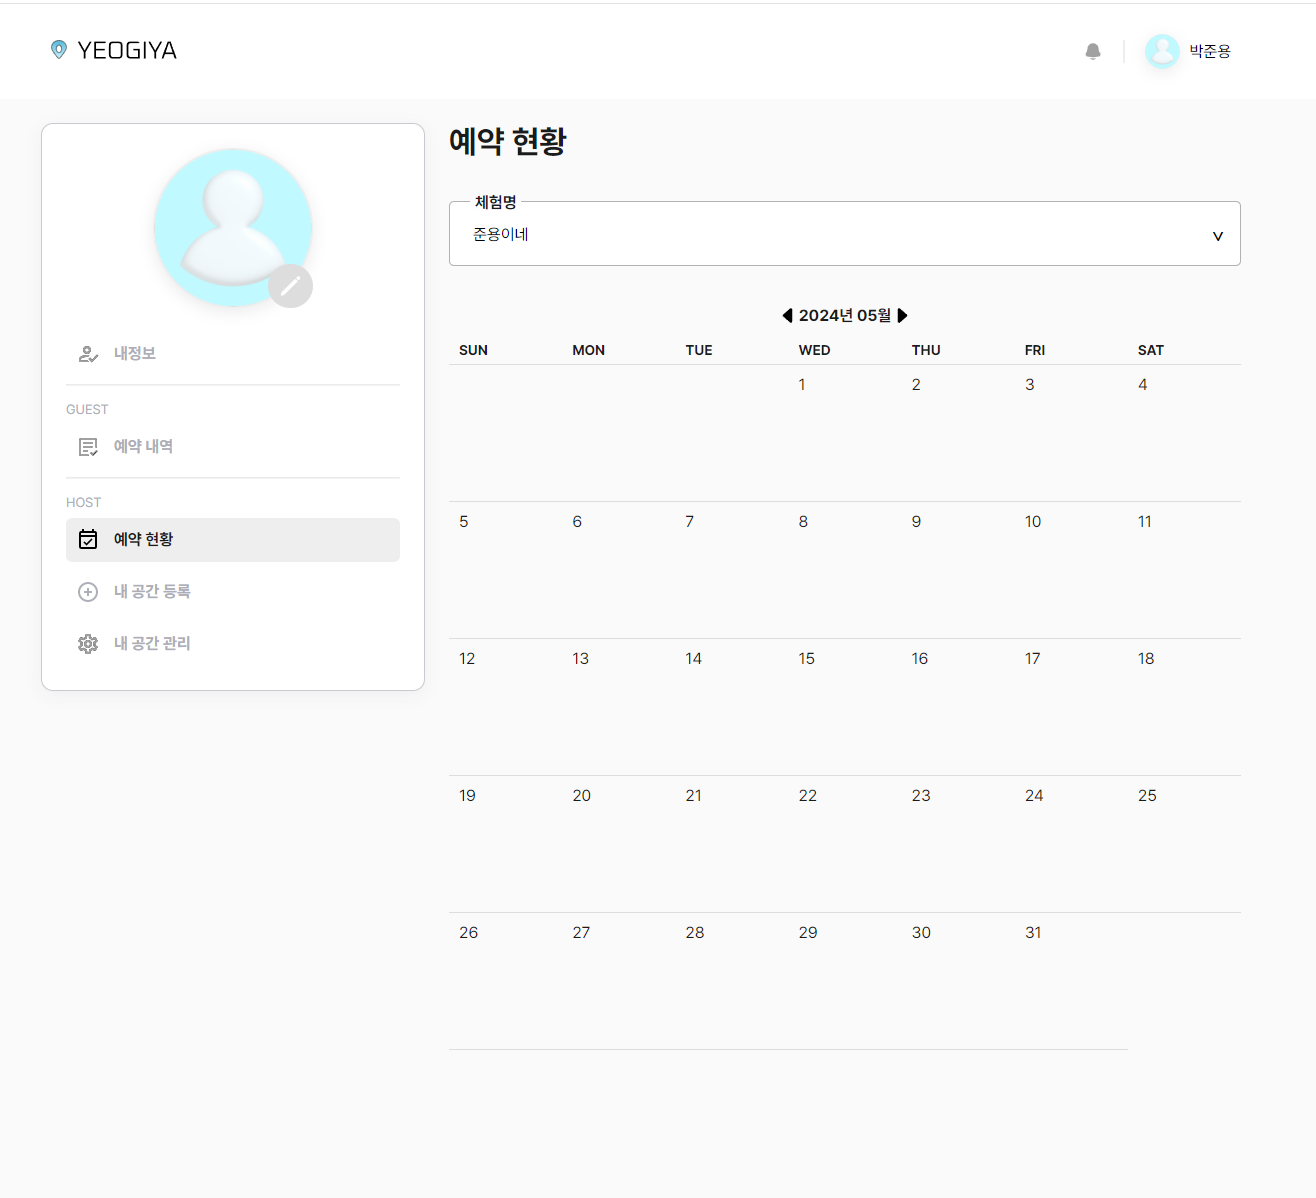 YEOGIYA
박준용
내정보
GUEST
예약 내역
HOST
예약 현황
내 공간 등록
내 공간 관리
예약 현황
체험명
준용이네
2024년 05월
SUN MON TUE WED THU FRI SAT
1 2 3 4
5 6 7 8 9 10 11
12 13 14 15 16 17 18
19 20 21 22 23 24 25
26 27 28 29 30 31